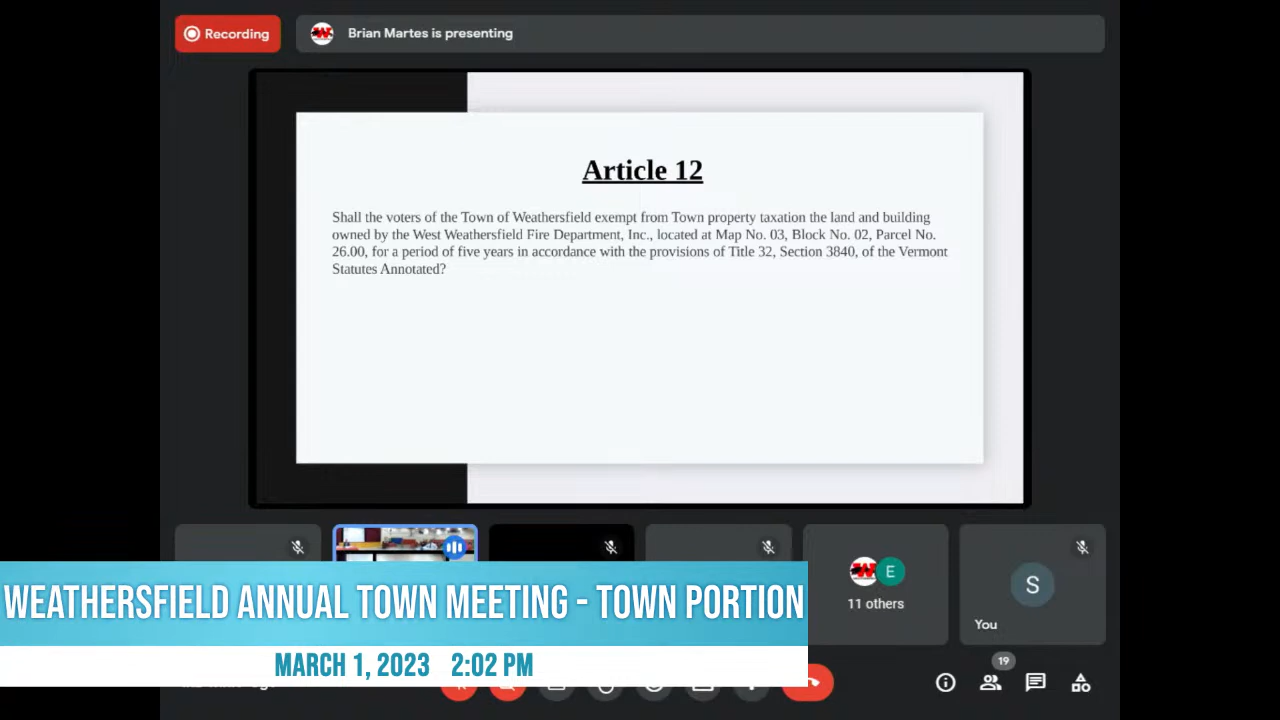 Recording
Brian Martes is presenting
Article 12
Shall the voters of the Town of Weathersfield exempt from Town property taxation the land and building
owned by the West Weathersfield Fire Department, Inc., located at Map No. 03, Block No. 02, Parcel No.
26.00, for a period of five years in accordance with the provisions of Title 32, Section 3840, of the Vermont
Statutes Annotated?
E
11 others
S
You
WEATHERSFIELD ANNUAL TOWN MEETING - TOWN PORTION
MARCH 1, 2023 2:02 PM
19